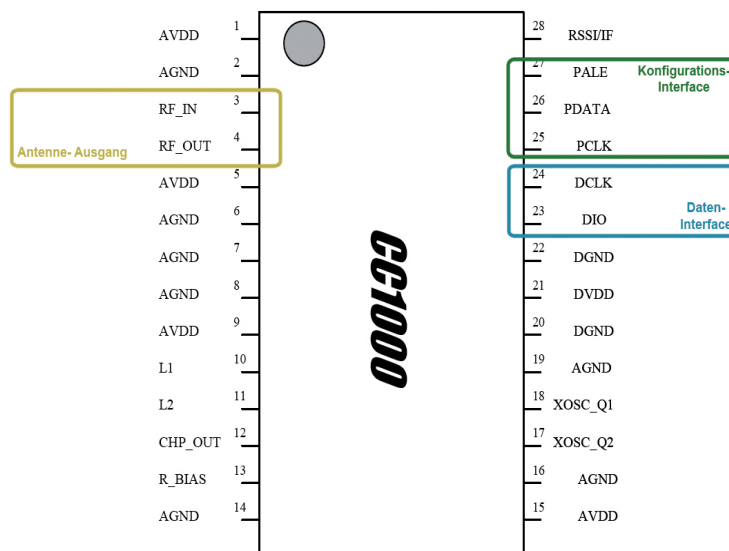 AVDD 1
AGND 2
RF_IN 3
RF_OUT 4
Antenne- Ausgang
AVDD 5
AGND 6
AGND 7
AGND 8
AVDD 9
L1 10
L2 11
CHP_OUT 12
R_BIAS 13
AGND 14
CC1000
28 RSSI/IF
27 PALE
Konfigurations-
Interface
26 PDATA
25 PCLK
24 DCLK
23 DIO
Daten-
Interface
22 DGND
21 DVDD
20 DGND
19 AGND
18 XOSC_Q1
17 XOSC_Q2
16 AGND
15 AVDD